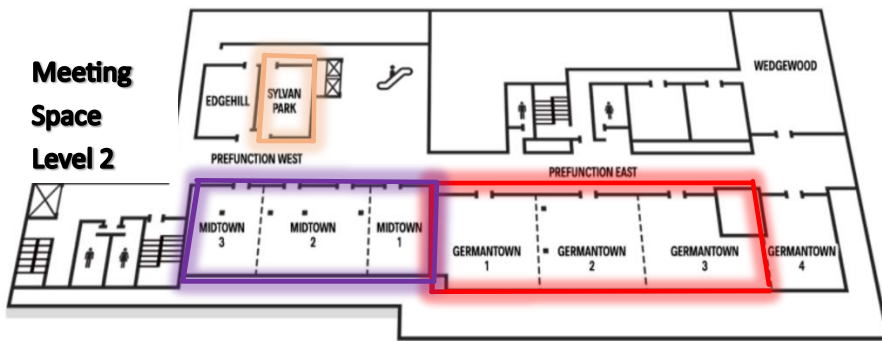 Meeting
Space
Level 2
EDGEHILL
SYLVAN
PARK
WEDGEWOOD
PREFUNCTION WEST
PREFUNCTION EAST
MIDTOWN
3
MIDTOWN
2
MIDTOWN
1
GERMANTOWN
1
GERMANTOWN
2
GERMANTOWN
3
GERMANTOWN
4